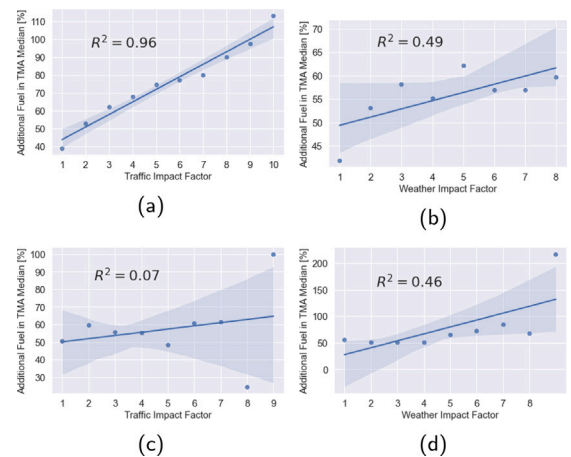 Additional Fuel in TMA Median [%]
110
100
90
80
70
60
50
40
R² = 0.96
1 2 3 4 5 6 7 8 9 10
Traffic Impact Factor
(a)
Additional Fuel in TMA Median [%]
70
65
60
55
50
45
R² = 0.49
1 2 3 4 5 6 7 8
Weather Impact Factor
(b)
Additional Fuel in TMA Median [%]
100
90
80
70
60
50
40
30
R² = 0.07
1 2 3 4 5 6 7 8 9
Traffic Impact Factor
(c)
Additional Fuel in TMA Median [%]
200
150
100
50
0
R² = 0.46
1 2 3 4 5 6 7 8
Weather Impact Factor
(d)